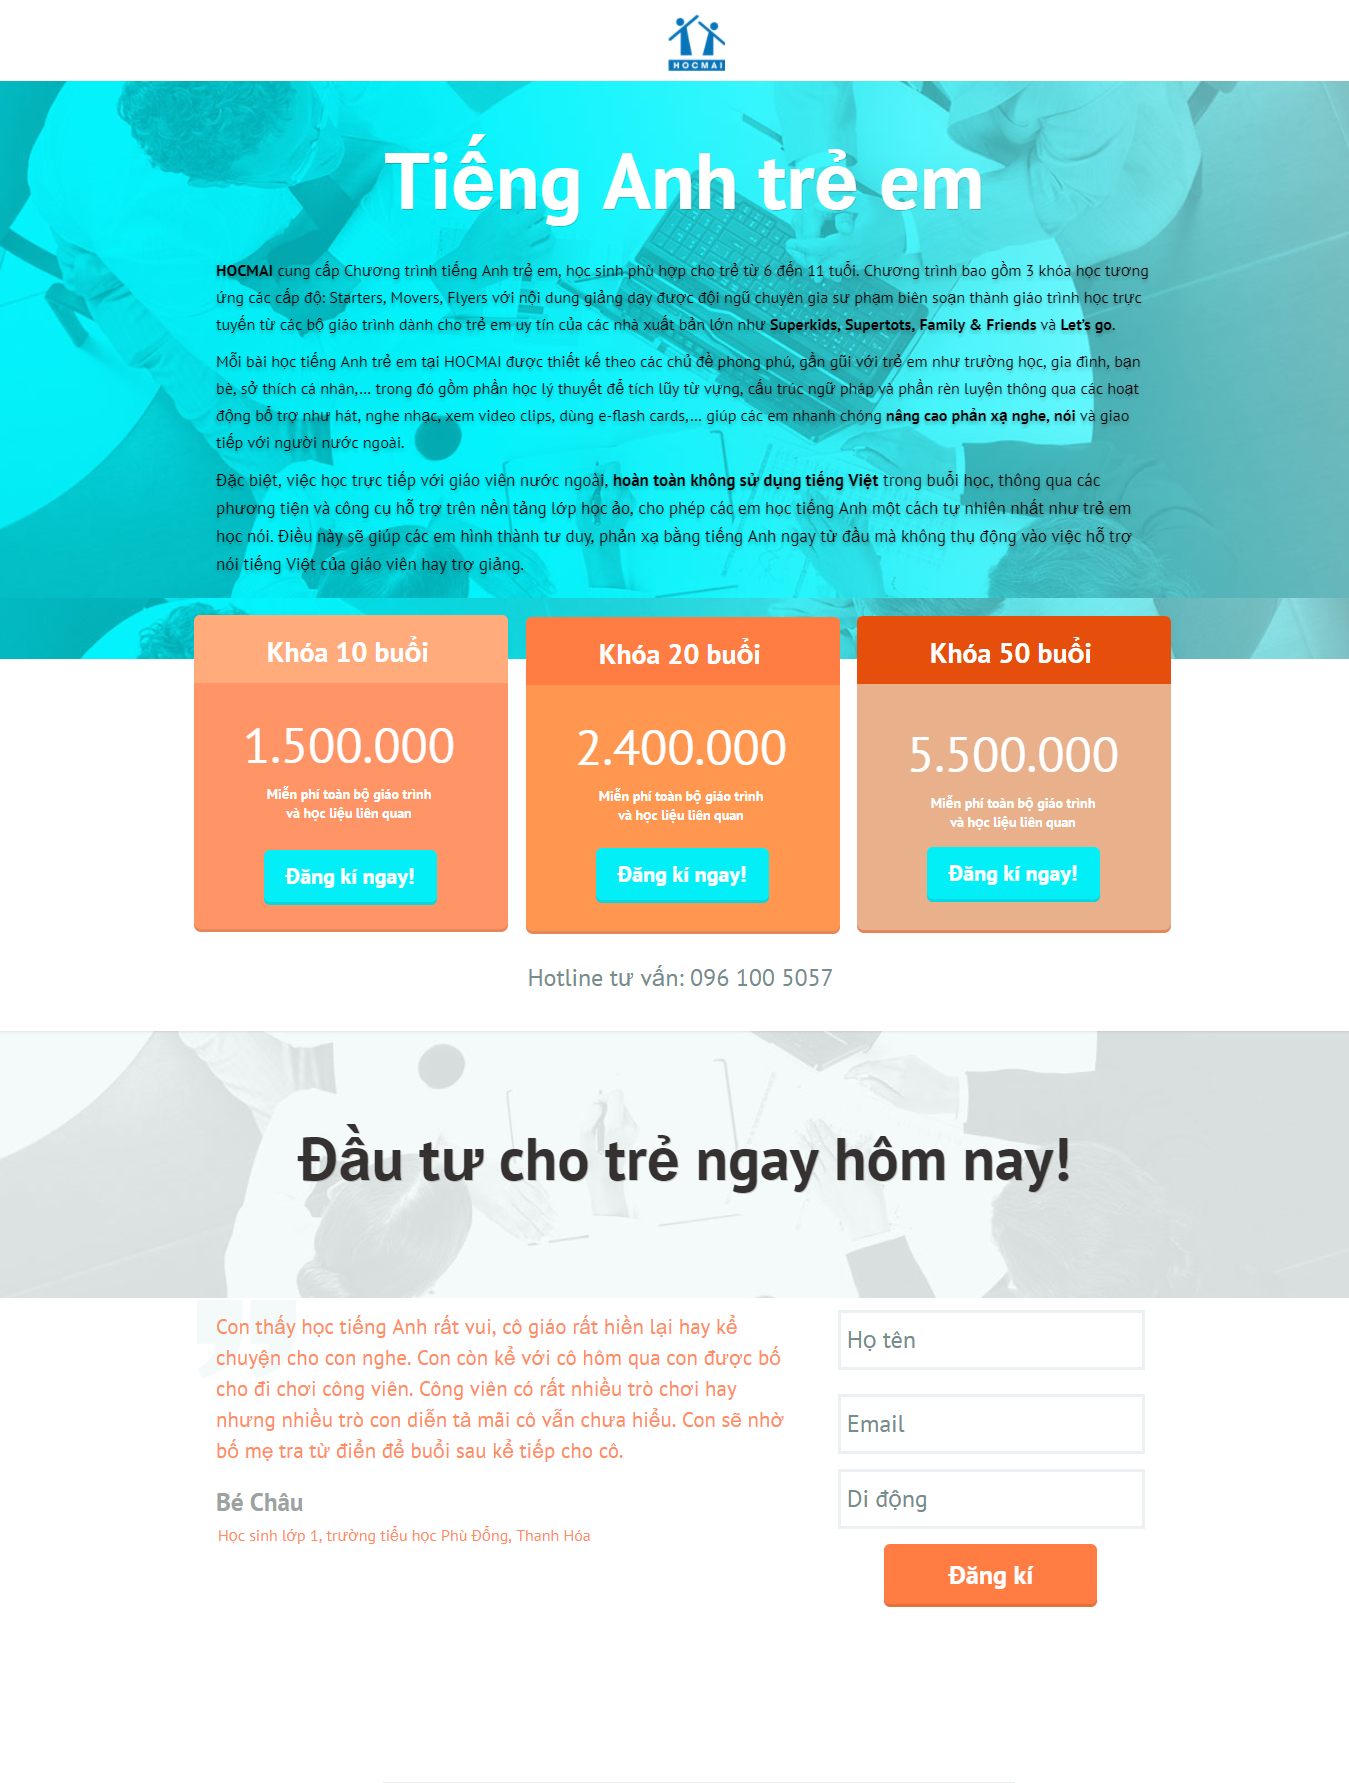 HOCMAI
Tiếng Anh trẻ em
HOCMAI cung cấp Chương trình tiếng Anh trẻ em, học sinh phù hợp cho trẻ từ 6 đến 11 tuổi. Chương trình bao gồm 3 khóa học tương
ứng các cấp độ: Starters, Movers, Flyers với nội dung giảng dạy được đội ngũ chuyên gia sư phạm biên soạn thành giáo trình học trực
tuyến từ các bộ giáo trình dành cho trẻ em uy tín của các nhà xuất bản lớn như Superkids, Supertots, Family & Friends và Let's go.
Mỗi bài học tiếng Anh trẻ em tại HOCMAI được thiết kế theo các chủ đề phong phú, gần gũi với trẻ em như trường học, gia đình, bạn
bè, sở thích cá nhân,... trong đó gồm phần học lý thuyết để tích lũy từ vựng, cấu trúc ngữ pháp và phần rèn luyện thông qua các hoạt
động bổ trợ như hát, nghe nhạc, xem video clips, dùng e-flash cards,... giúp các em nhanh chóng nâng cao phản xạ nghe, nói và giao
tiếp với người nước ngoài.
Đặc biệt, việc học trực tiếp với giáo viên nước ngoài, hoàn toàn không sử dụng tiếng Việt trong buổi học, thông qua các
phương tiện và công cụ hỗ trợ trên nền tảng lớp học ảo, cho phép các em học tiếng Anh một cách tự nhiên nhất như trẻ em
học nói. Điều này sẽ giúp các em hình thành tư duy, phản xạ bằng tiếng Anh ngay từ đầu mà không thụ động vào việc hỗ trợ
nói tiếng Việt của giáo viên hay trợ giảng.
Khóa 10 buổi
1.500.000
Miễn phí toàn bộ giáo trình
và học liệu liên quan
Đăng kí ngay!
Khóa 20 buổi
2.400.000
Miễn phí toàn bộ giáo trình
và học liệu liên quan
Đăng kí ngay!
Khóa 50 buổi
5.500.000
Miễn phí toàn bộ giáo trình
và học liệu liên quan
Đăng kí ngay!
Hotline tư vấn: 096 100 5057
Đầu tư cho trẻ ngay hôm nay!
Con thấy học tiếng Anh rất vui, cô giáo rất hiền lại hay kể
chuyện cho con nghe. Con còn kể với cô hôm qua con được bố
cho đi chơi công viên. Công viên có rất nhiều trò chơi hay
nhưng nhiều trò con diễn tả mãi cô vẫn chưa hiểu. Con sẽ nhờ
bố mẹ tra từ điển để buổi sau kể tiếp cho cô.
Bé Châu
Học sinh lớp 1, trường tiểu học Phù Đổng, Thanh Hóa
Họ tên
Email
Di động
Đăng kí